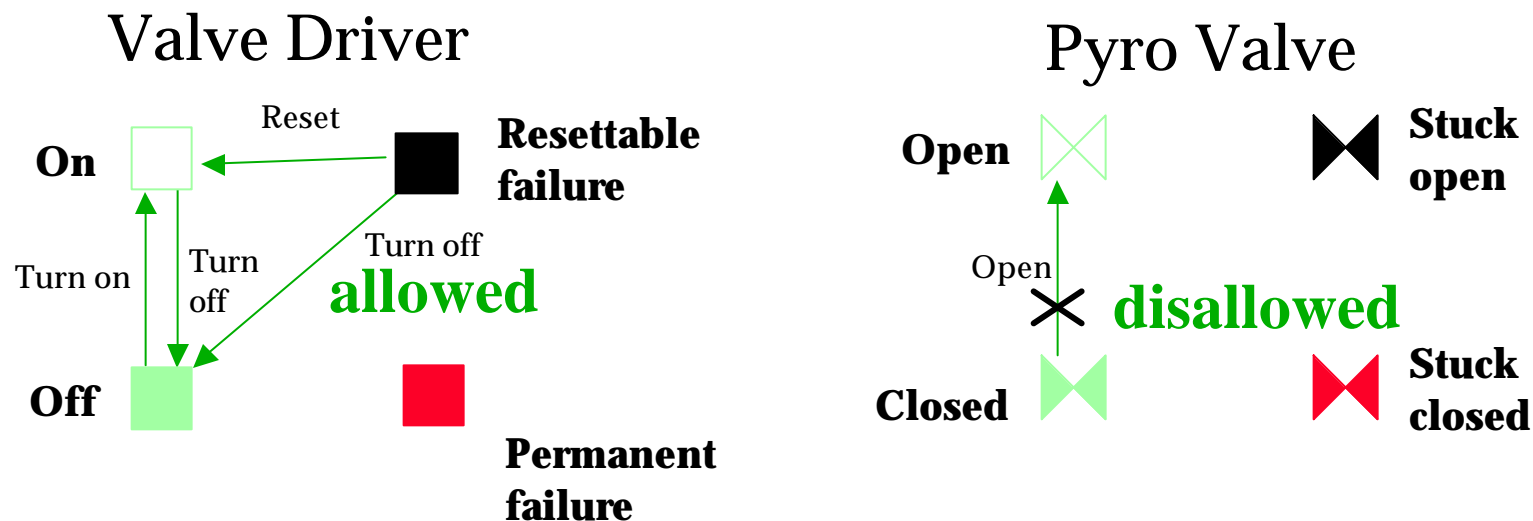 Valve Driver
Reset
On
Resettable
failure
Turn on
Turn
off
Turn off
allowed
Off
Permanent
failure
Pyro Valve
Open
Stuck
open
Open
disallowed
Closed
Stuck
closed